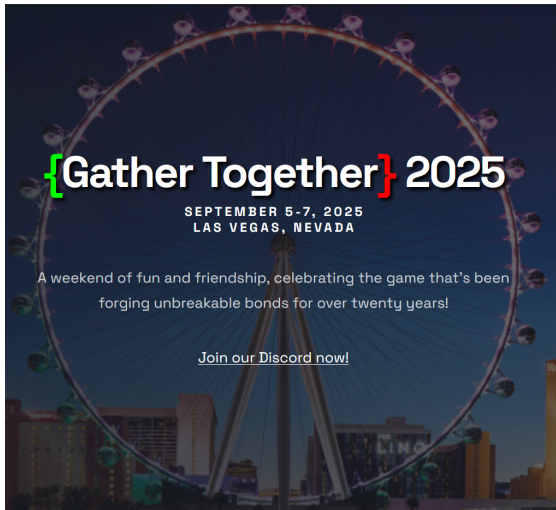 {Gather Together} 2025
SEPTEMBER 5-7, 2025
LAS VEGAS, NEVADA
A weekend of fun and friendship, celebrating the game that's been
forging unbreakable bonds for over twenty years!
Join our Discord now!
LINQ